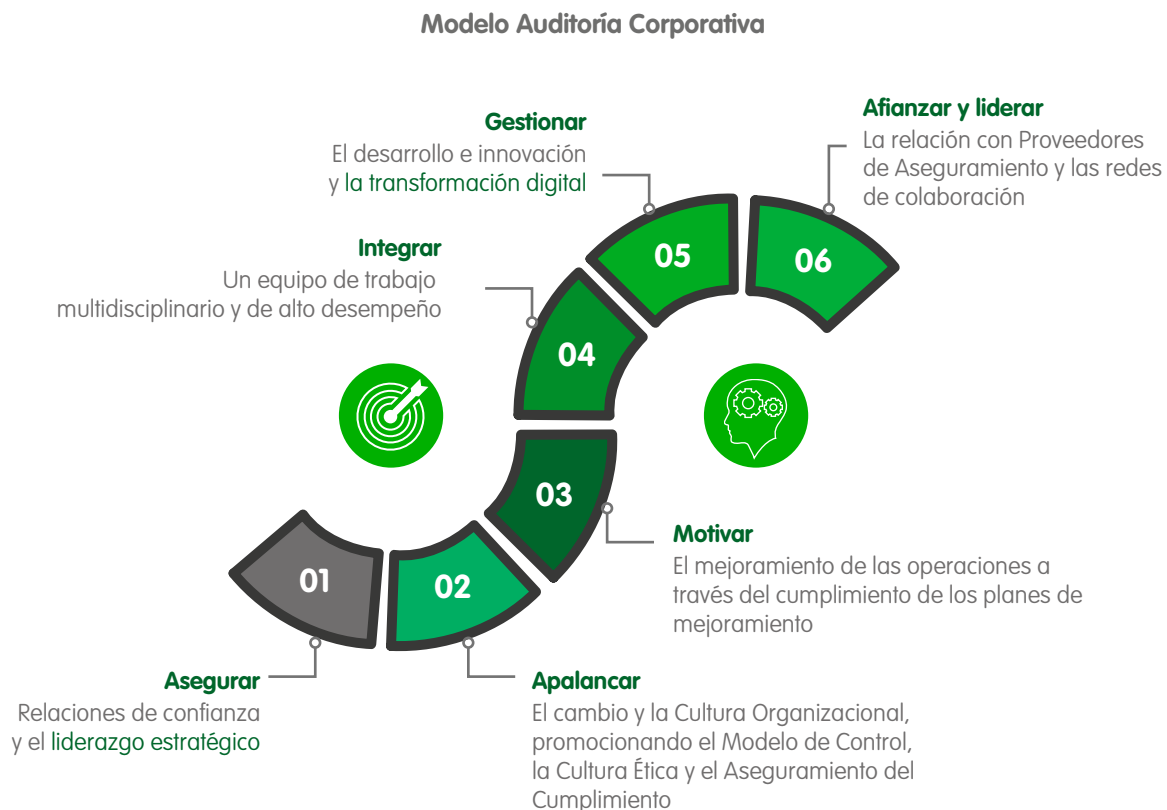 Modelo Auditoría Corporativa
01
Asegurar
Relaciones de confianza
y el liderazgo estratégico
02
Apalancar
El cambio y la Cultura Organizacional,
promocionando el Modelo de Control,
la Cultura Ética y el Aseguramiento del
Cumplimiento
03
Motivar
El mejoramiento de las operaciones a
través del cumplimiento de los planes de
mejoramiento
04
Integrar
Un equipo de trabajo
multidisciplinario y de alto desempeño
05
Gestionar
El desarrollo e innovación
y la transformación digital
06
Afianzar y liderar
La relación con Proveedores
de Aseguramiento y las redes
de colaboración